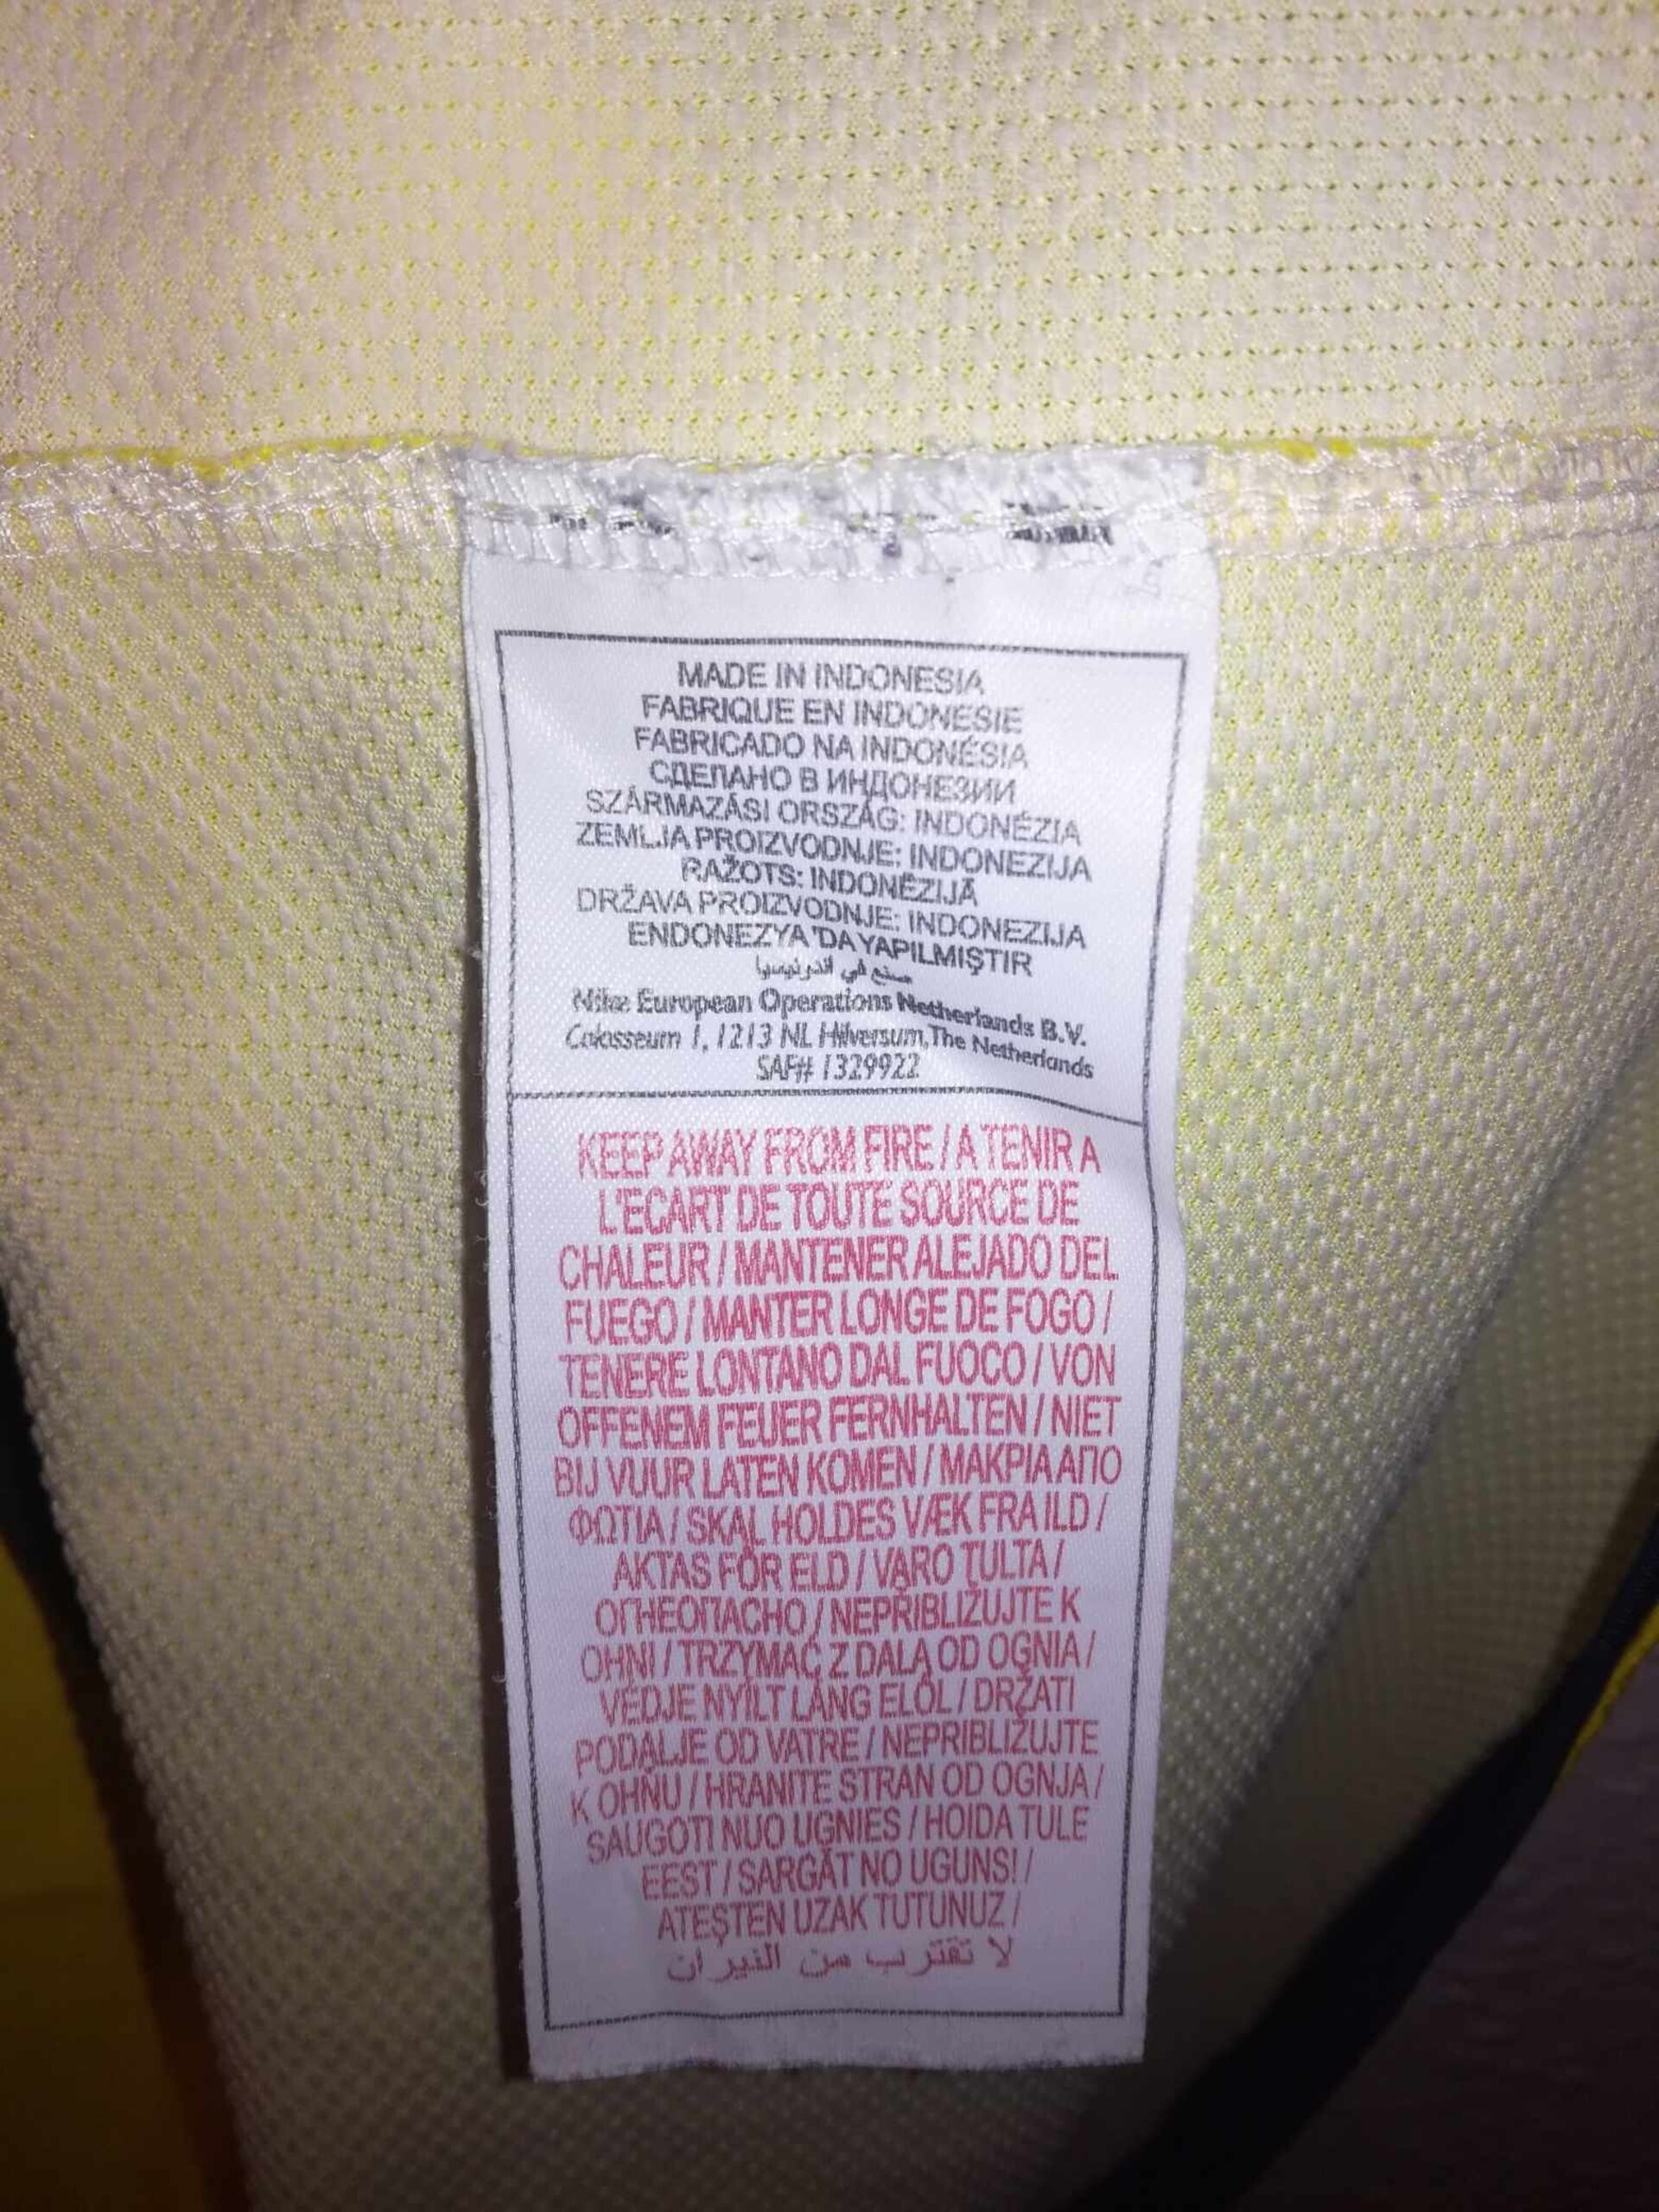 MADE IN INDONESIA
FABRIQUE EN INDONESIE
FABRICADO NA INDONÉSIA
СДЕЛАНО В ИНДОНЕЗИИ
SZÁRMAZÁSI ORSZÁG: INDONÉZIA
ZEMLJA PROIZVODNJE: INDONEZIJA
RAŽOTS: INDONĒZIJĀ
DRŽAVA PROIZVODNJE: INDONEZIJA
ENDONEZYA'DA YAPILMIŞTIR
صنع في اندونيسيا
Nike European Operations Netherlands B.V.
Colosseum 1, 1213 NL Hilversum, The Netherlands
SAF# 1329922
KEEP AWAY FROM FIRE / A TENIR A
L'ECART DE TOUTE SOURCE DE
CHALEUR / MANTENER ALEJADO DEL
FUEGO / MANTER LONGE DE FOGO /
TENERE LONTANO DAL FUOCO / VON
OFFENEM FEUER FERNHALTEN / NIET
BIJ VUUR LATEN KOMEN / ΜΑΚΡΙΑ ΑΠΟ
ΦΩΤΙΑ / SKAL HOLDES VÆK FRA ILD /
AKTAS FÖR ELD / VARO TULTA /
ОГНЕОПАСНО / NEPŘIBLIŽUJTE K
OHNI / TRZYMAĆ Z DALA OD OGNIA /
VÉDJE NYÍLT LÁNG ELŐL / DRŽATI
PODALJE OD VATRE / NEPRIBLIŽUJTE
K OHŇU / HRANITE STRAN OD OGNJA /
SAUGOTI NUO UGNIES / HOIDA TULE
EEST / SARGĀT NO UGUNS! /
ATEŞTEN UZAK TUTUNUZ /
لا تقترب من النيران